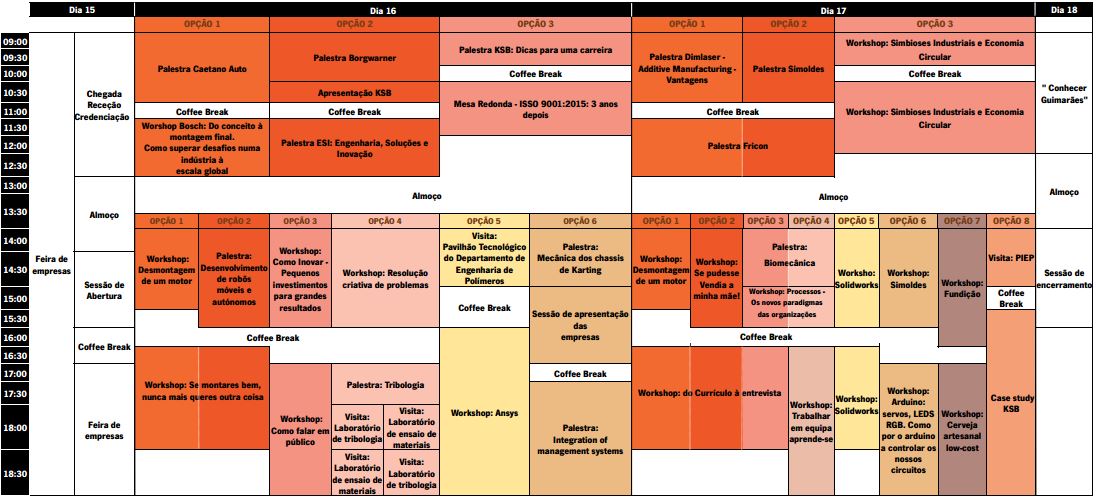 Dia 15
Dia 16
Dia 17
Dia 18
OPÇÃO 1
OPÇÃO 2
OPÇÃO 3
OPÇÃO 1
OPÇÃO 2
OPÇÃO 3
09:00
09:30
10:00
10:30
11:00
11:30
12:00
12:30
13:00
13:30
14:00
14:30
15:00
15:30
16:00
16:30
17:00
17:30
18:00
18:30
Feira de
empresas
Chegada
Receção
Credenciação
Almoço
Sessão de
Abertura
Coffee Break
Feira de
empresas
Palestra Caetano Auto
Coffee Break
Worshop Bosch: Do conceito à
montagem final.
Como superar desafios numa
indústria à
escala global
Palestra Borgwarner
Apresentação KSB
Coffee Break
Palestra ESI: Engenharia, Soluções e
Inovação
Palestra KSB: Dicas para uma carreira
Coffee Break
Mesa Redonda - ISSO 9001:2015: 3 anos
depois
Almoço
Palestra Dimlaser -
Additive Manufacturing -
Vantagens
Palestra Simoldes
Coffee Break
Palestra Fricon
Workshop: Simbioses Industriais e Economia
Circular
Coffee Break
Workshop: Simbioses Industriais e Economia
Circular
Almoço
" Conhecer
Guimarães"
Almoço
Sessão de
encerramento
OPÇÃO 1
OPÇÃO 2
OPÇÃO 3
OPÇÃO 4
OPÇÃO 5
OPÇÃO 6
OPÇÃO 1
OPÇÃO 2
OPÇÃO 3
OPÇÃO 4
OPÇÃO 5
OPÇÃO 6
OPÇÃO 7
OPÇÃO 8
Workshop:
Desmontagem
de um motor
Palestra:
Desenvolvimento
de robôs
móveis e
autónomos
Workshop:
Como Inovar -
Pequenos
investimentos
para grandes
resultados
Workshop: Resolução
criativa de problemas
Visita:
Pavilhão Tecnológico
do Departamento de
Engenharia de
Polímeros
Coffee Break
Palestra:
Mecânica dos chassis
de Karting
Sessão de apresentação
das
empresas
Coffee Break
Workshop: Se montares bem,
nunca mais queres outra coisa
Workshop:
Como falar em
público
Palestra: Tribologia
Visita:
Laboratório
de tribologia
Visita:
Laboratório
de ensaio de
materiais
Visita:
Laboratório
de ensaio de
materiais
Visita:
Laboratório
de tribologia
Workshop: Ansys
Coffee Break
Palestra:
Integration of
management systems
Workshop:
Desmontagem
de um motor
Workshop:
Se pudesse
Vendia a
minha mãe!
Palestra:
Biomecânica
Workshop: Processos -
Os novos paradigmas
das organizações
Worksho:
Solidworks
Workshop:
Simoldes
Workshop:
Fundição
Visita: PIEP
Coffee
Break
Coffee Break
Workshop: do Currículo à entrevista
Workshop:
Trabalhar
em equipa
aprende-se
Workshop:
Solidworks
Workshop:
Arduino:
servos, LEDS
RGB. Como
por o arduino
a controlar os
nossos
circuitos
Workshop:
Cerveja
artesanal
low-cost
Case study
KSB